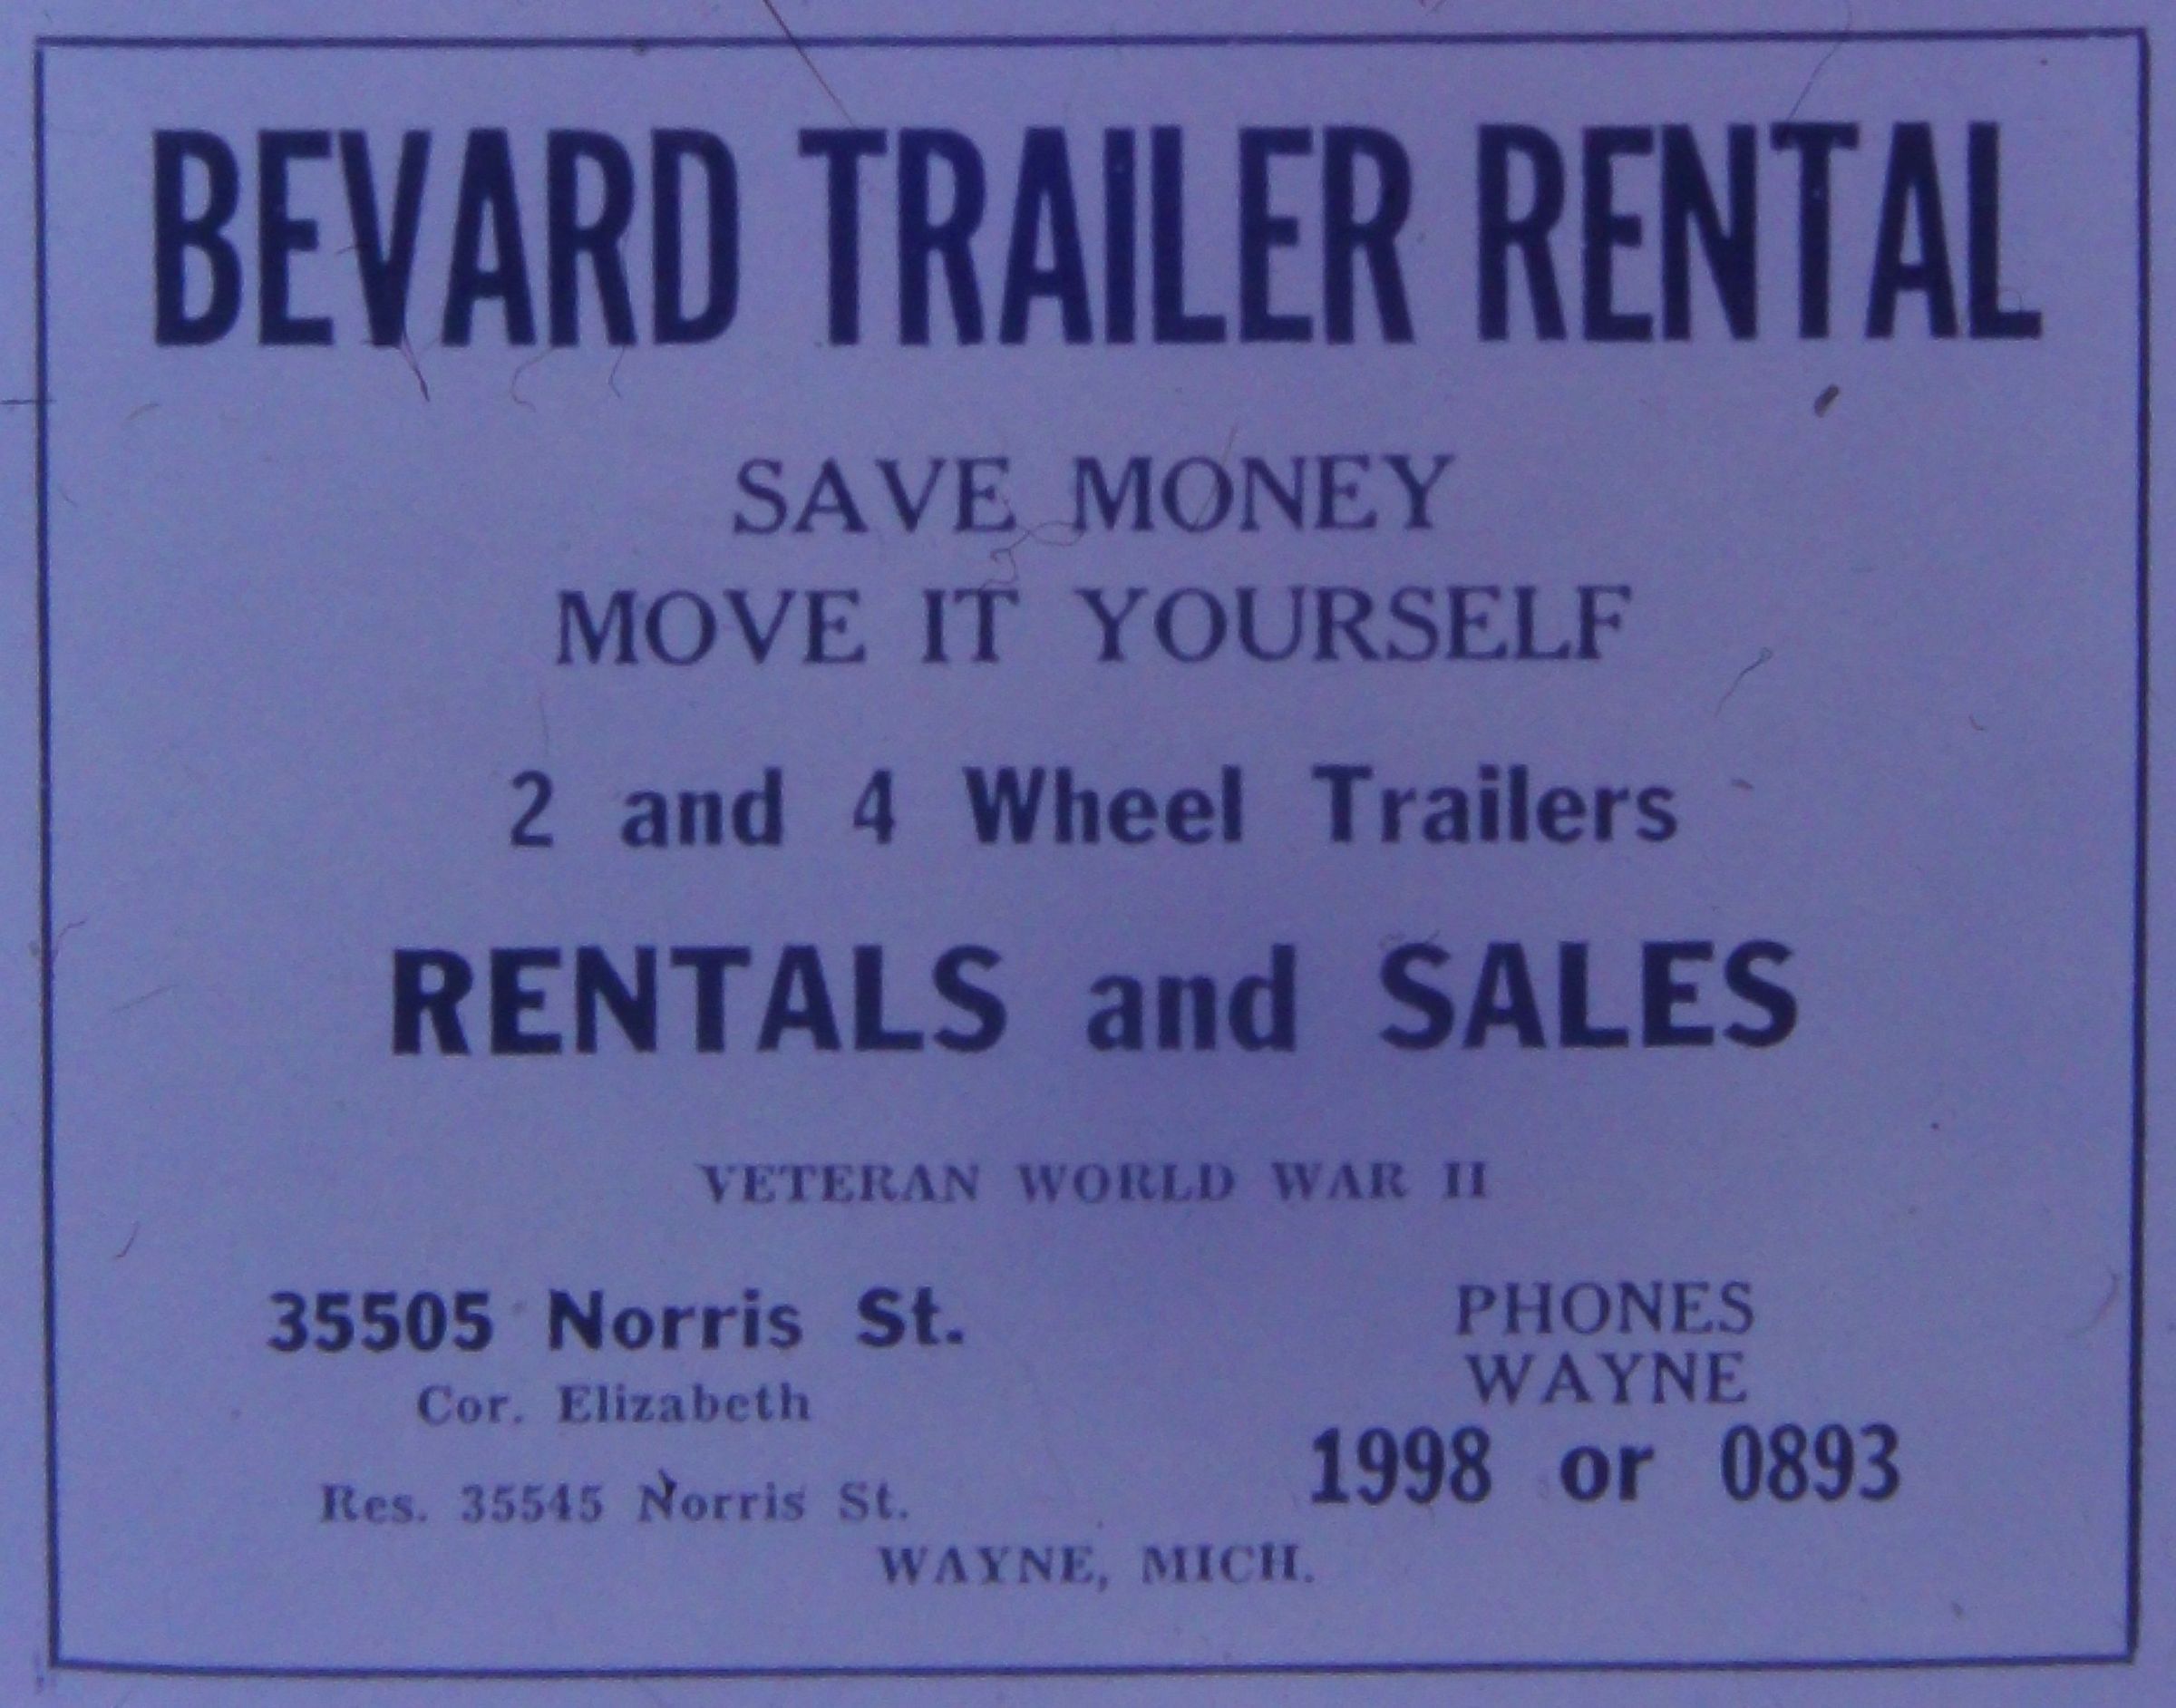 BEVARD TRAILER RENTAL
SAVE MONEY
MOVE IT YOURSELF
2 and 4 Wheel Trailers
RENTALS and SALES
VETERAN WORLD WAR II
35505 Norris St.
Cor. Elizabeth
Res. 35545 Norris St.
PHONES
WAYNE
1998 or 0893
WAYNE, MICH.